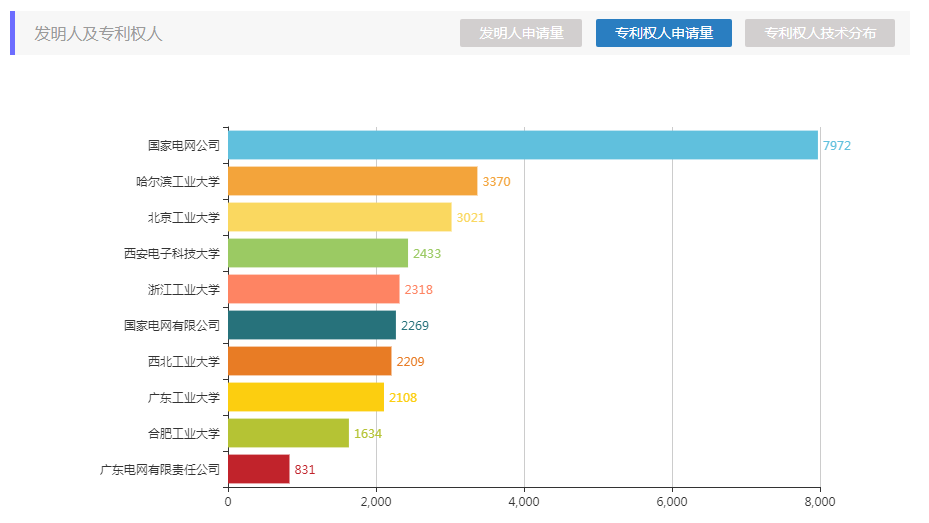 发明人及专利权人
发明人申请量
专利权人申请量
专利权人技术分布
国家电网公司 7972
哈尔滨工业大学 3370
北京工业大学 3021
西安电子科技大学 2433
浙江工业大学 2318
国家电网有限公司 2269
西北工业大学 2209
广东工业大学 2108
合肥工业大学 1634
广东电网有限责任公司 831
0 2,000 4,000 6,000 8,000